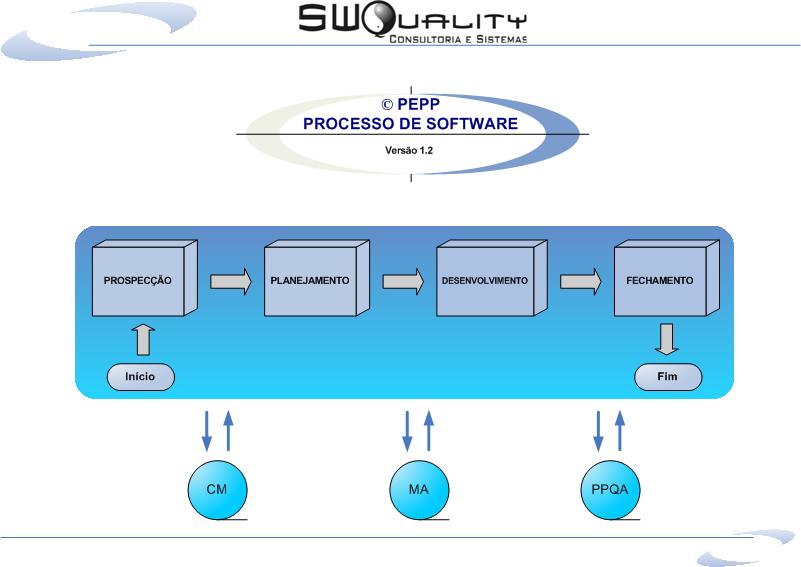 SWQUALITY
CONSULTORIA E SISTEMAS
© PEPP
PROCESSO DE SOFTWARE
Versão 1.2
PROSPECÇÃO
PLANEJAMENTO
DESENVOLVIMENTO
FECHAMENTO
Início
Fim
CM
MA
PPQA